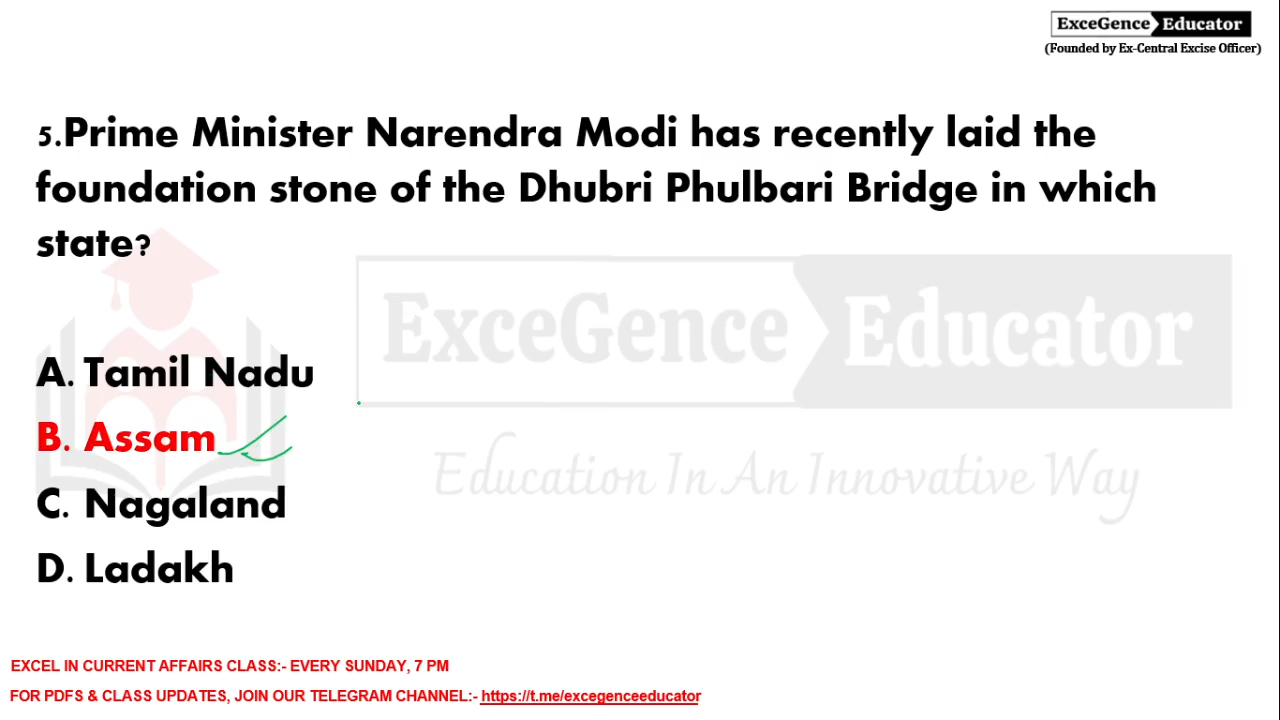 ExceGence Educator
(Founded by Ex-Central Excise Officer)
5.Prime Minister Narendra Modi has recently laid the
foundation stone of the Dhubri Phulbari Bridge in which
state?
ExceGence Educator
Education In An Innovative Way
A. Tamil Nadu
B. Assam
C. Nagaland
D. Ladakh
EXCEL IN CURRENT AFFAIRS CLASS:- EVERY SUNDAY, 7 PM
FOR PDFS & CLASS UPDATES, JOIN OUR TELEGRAM CHANNEL:- https://t.me/excegenceeducator